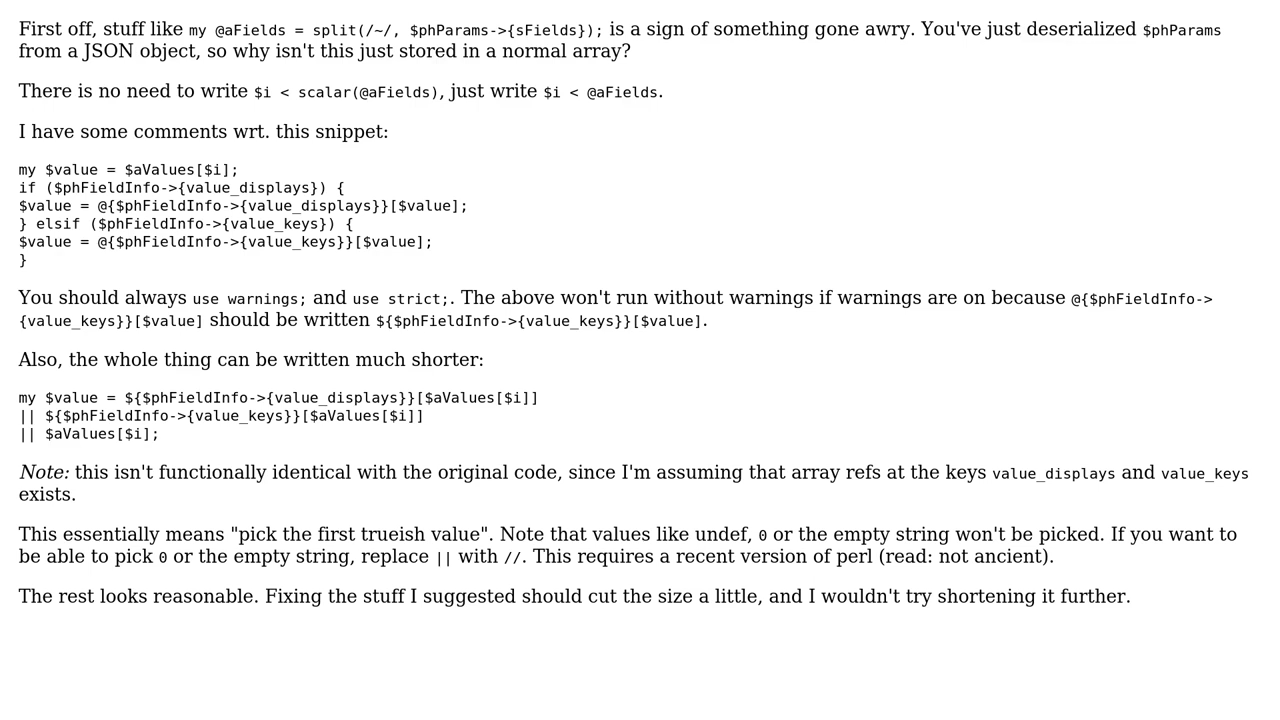 First off, stuff like my @aFields = split(/~/, $phParams->{sFields}); is a sign of something gone awry. You've just deserialized $phParams
from a JSON object, so why isn't this just stored in a normal array?
There is no need to write $i < scalar(@aFields), just write $i < @aFields.
I have some comments wrt. this snippet:
my $value = $aValues[$i];
if ($phFieldInfo->{value_displays}) {
$value = @{$phFieldInfo->{value_displays}}[$value];
} elsif ($phFieldInfo->{value_keys}) {
$value = @{$phFieldInfo->{value_keys}}[$value];
}
You should always use warnings; and use strict;. The above won't run without warnings if warnings are on because @{$phFieldInfo->
{value_keys}}[$value] should be written ${$phFieldInfo->{value_keys}}[$value].
Also, the whole thing can be written much shorter:
my $value = ${$phFieldInfo->{value_displays}}[$aValues[$i]]
|| ${$phFieldInfo->{value_keys}}[$aValues[$i]]
|| $aValues[$i];
Note: this isn't functionally identical with the original code, since I'm assuming that array refs at the keys value_displays and value_keys
exists.
This essentially means "pick the first trueish value". Note that values like undef, 0 or the empty string won't be picked. If you want to
be able to pick 0 or the empty string, replace || with //. This requires a recent version of perl (read: not ancient).
The rest looks reasonable. Fixing the stuff I suggested should cut the size a little, and I wouldn't try shortening it further.